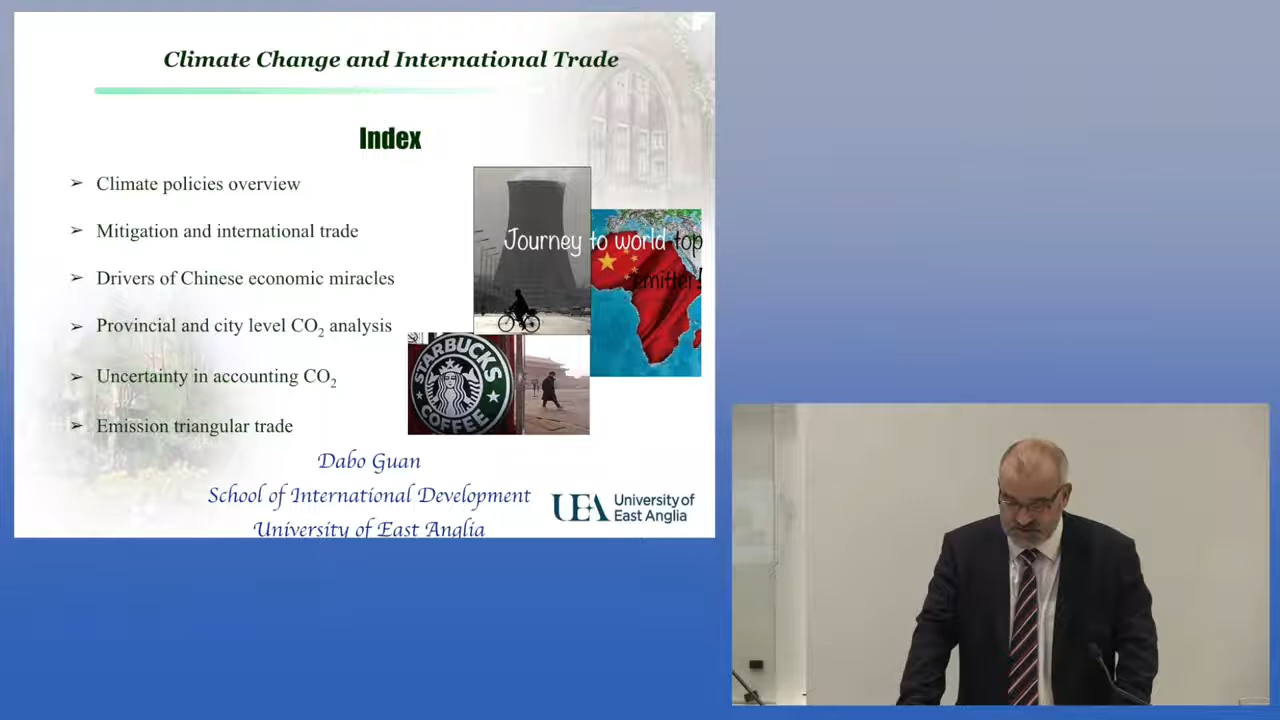 Climate Change and International Trade
Index
➢ Climate policies overview
➢ Mitigation and international trade
➢ Drivers of Chinese economic miracles
➢ Provincial and city level CO₂ analysis
➢ Uncertainty in accounting CO₂
➢ Emission triangular trade
Journey to world top
emitter!
STARBUCKS
COFFEE
Dabo Guan
School of International Development
University of East Anglia
UEA University of
East Anglia